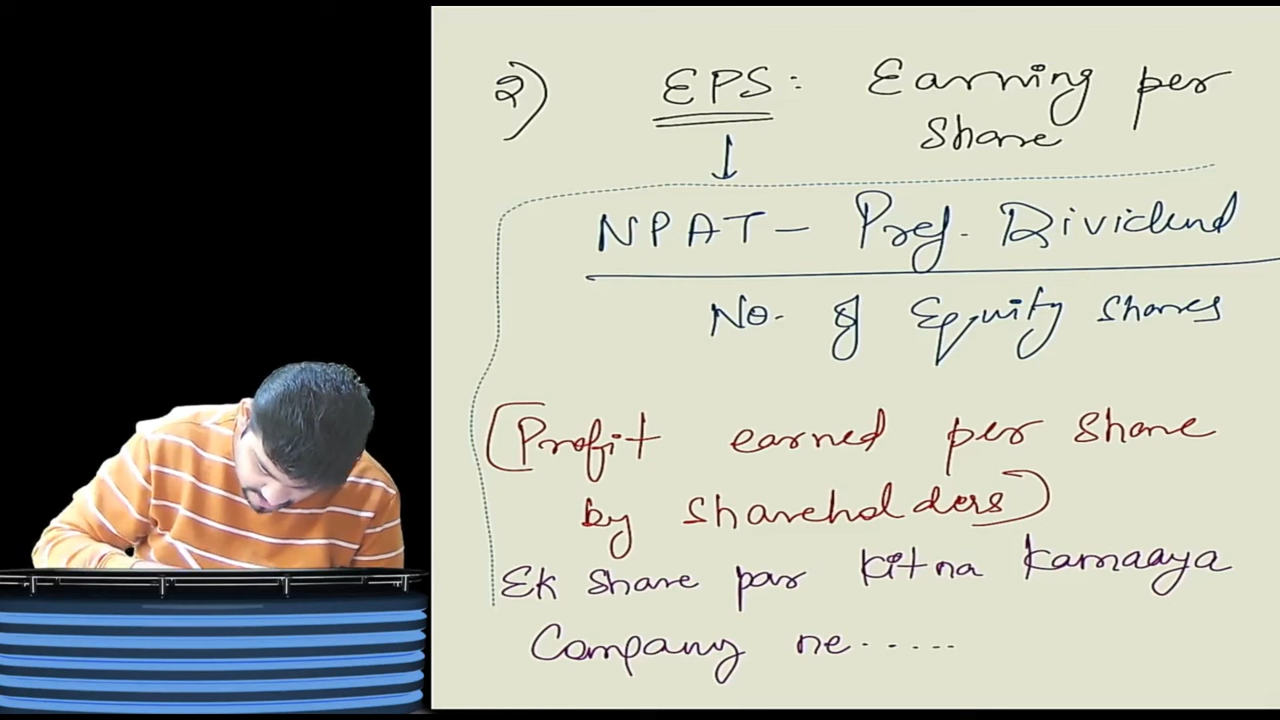 2) EPS: Earning per
Share
↓
NPAT - Pref. Dividend
No. of Equity shares
(Profit earned per share
by shareholders)
Ek share par kitna kamaaya
Company ne......